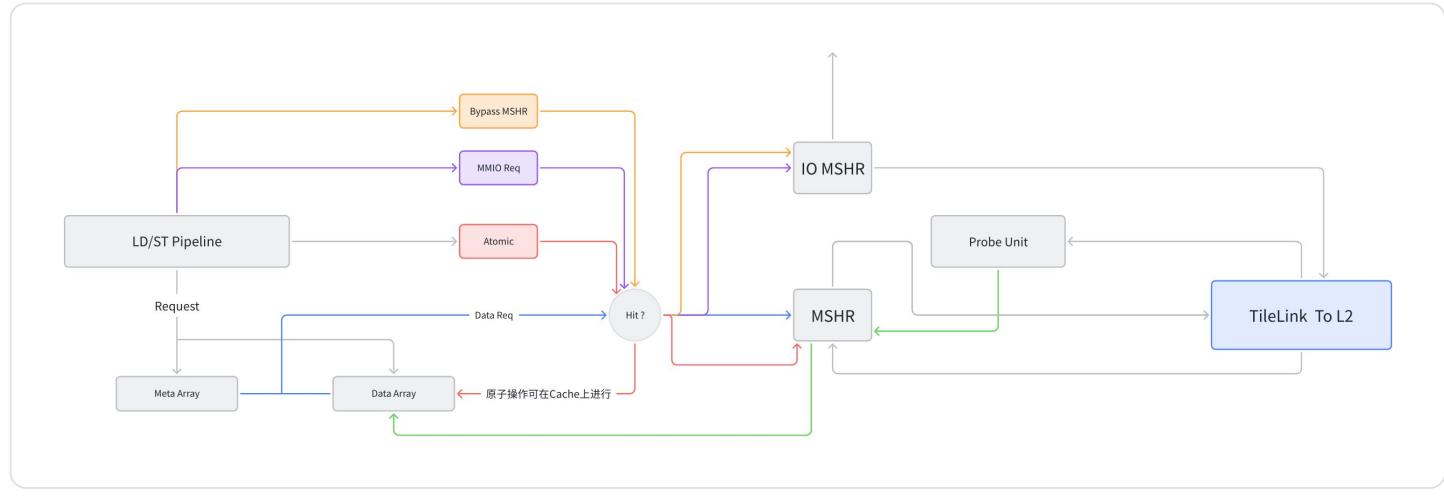 Bypass MSHR
MMIO Req
IO MSHR
LD/ST Pipeline
Atomic
Probe Unit
Request
Data Req
Hit ?
MSHR
TileLink To L2
Meta Array
Data Array
原子操作可在Cache上进行